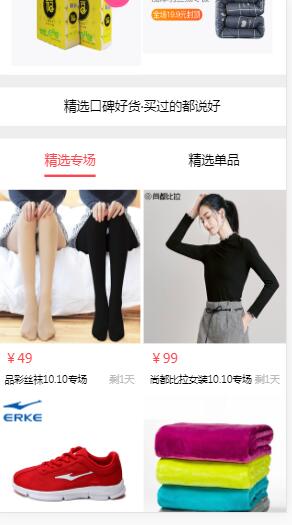 全场19.9元封顶
精选口碑好货·买过的都说好
精选专场
精选单品
尚都比拉
¥49
¥99
品彩丝袜10.10专场
剩1天
尚都比拉女装10.10专场
剩1天
ERKE